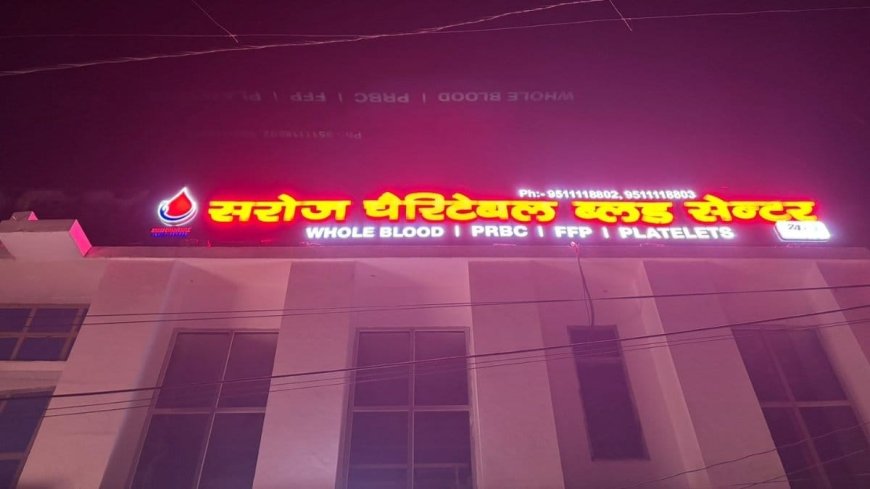 Ph:- 9511118802, 9511118803
सरोज चैरिटेबल ब्लड सेन्टर
WHOLE BLOOD | PRBC | FFP | PLATELETS